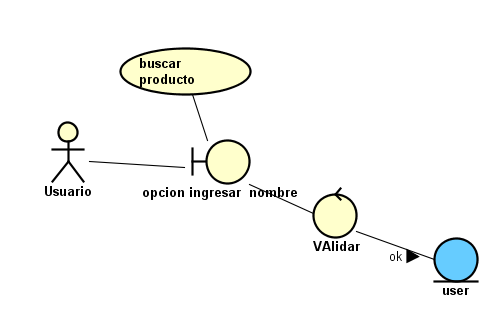 buscar
producto
Usuario
opcion ingresar nombre
VAlidar
ok
user